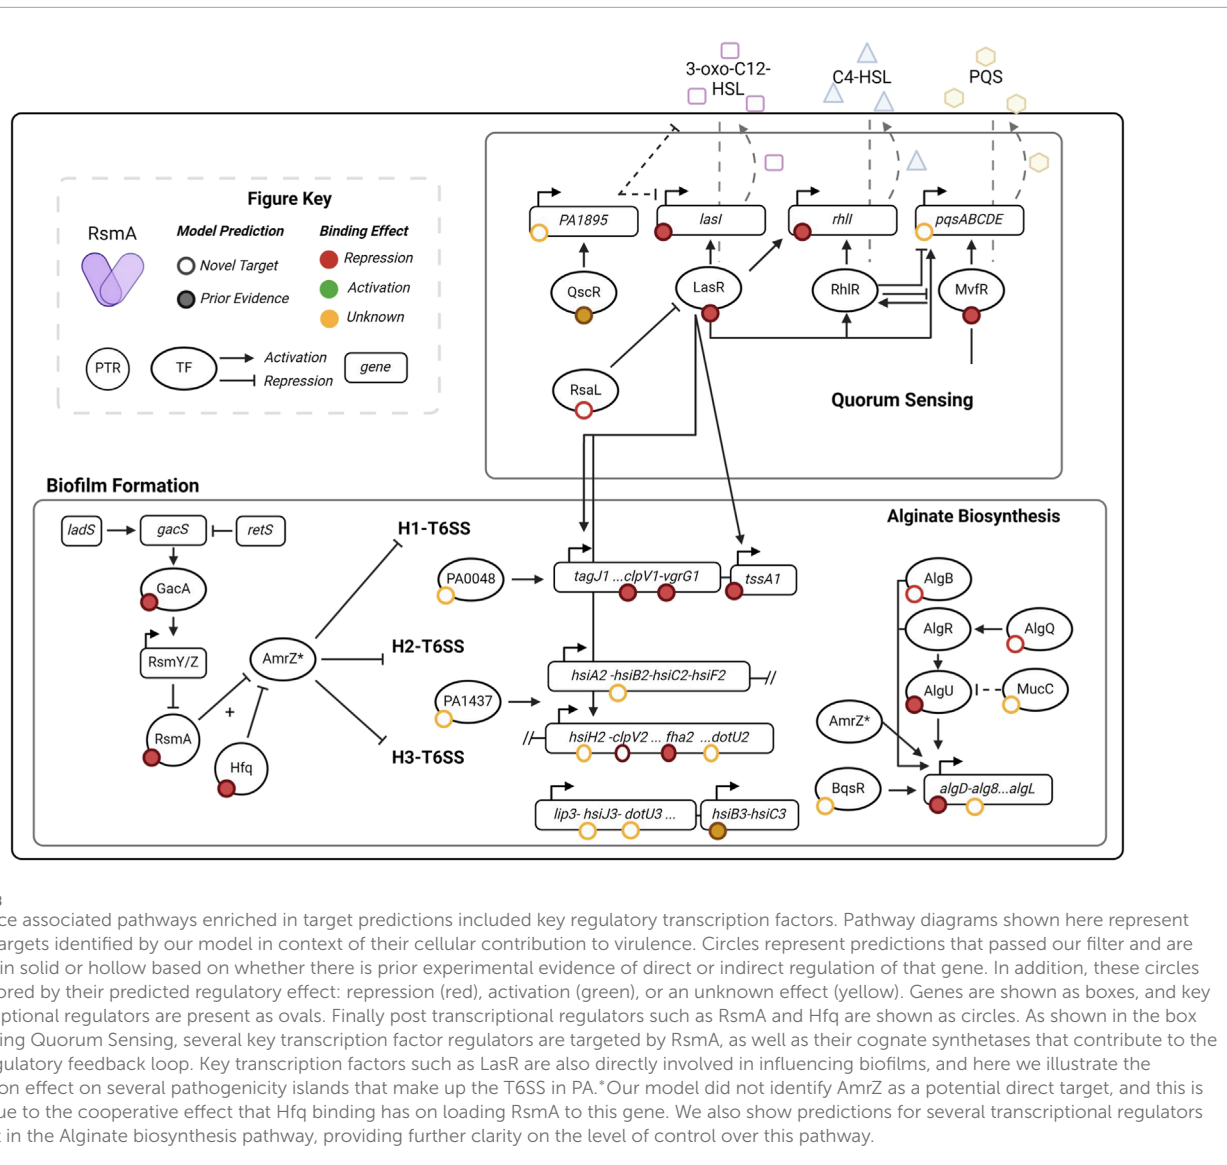 3-oxo-C12-
HSL
C4-HSL
PQS
Figure Key
RsmA
Model Prediction
Novel Target
Prior Evidence
Binding Effect
Repression
Activation
Unknown
PTR
TF
Activation
Repression
gene
PA1895
lasI
rhlI
pqsABCDE
QscR
LasR
RhlR
MvfR
RsaL
Quorum Sensing
Biofilm Formation
ladS
gacS
retS
GacA
RsmY/Z
RsmA
+
Hfq
AmrZ*
H1-T6SS
H2-T6SS
H3-T6SS
PA0048
tagJ1 ...clpV1-vgrG1
tssA1
PA1437
hsiA2 -hsiB2-hsiC2-hsiF2
//
//
hsiH2 -clpV2 ... fha2 ...dotU2
lip3- hsiJ3- dotU3 ...
hsiB3-hsiC3
Alginate Biosynthesis
AlgB
AlgR
AlgQ
AlgU
MucC
AmrZ*
BqsR
algD-alg8...algL
ce associated pathways enriched in target predictions included key regulatory transcription factors. Pathway diagrams shown here represent
argets identified by our model in context of their cellular contribution to virulence. Circles represent predictions that passed our filter and are
in solid or hollow based on whether there is prior experimental evidence of direct or indirect regulation of that gene. In addition, these circles
ored by their predicted regulatory effect: repression (red), activation (green), or an unknown effect (yellow). Genes are shown as boxes, and key
iptional regulators are present as ovals. Finally post transcriptional regulators such as RsmA and Hfq are shown as circles. As shown in the box
ing Quorum Sensing, several key transcription factor regulators are targeted by RsmA, as well as their cognate synthetases that contribute to the
gulatory feedback loop. Key transcription factors such as LasR are also directly involved in influencing biofilms, and here we illustrate the
on effect on several pathogenicity islands that make up the T6SS in PA.*Our model did not identify AmrZ as a potential direct target, and this is
ue to the cooperative effect that Hfq binding has on loading RsmA to this gene. We also show predictions for several transcriptional regulators
t in the Alginate biosynthesis pathway, providing further clarity on the level of control over this pathway.